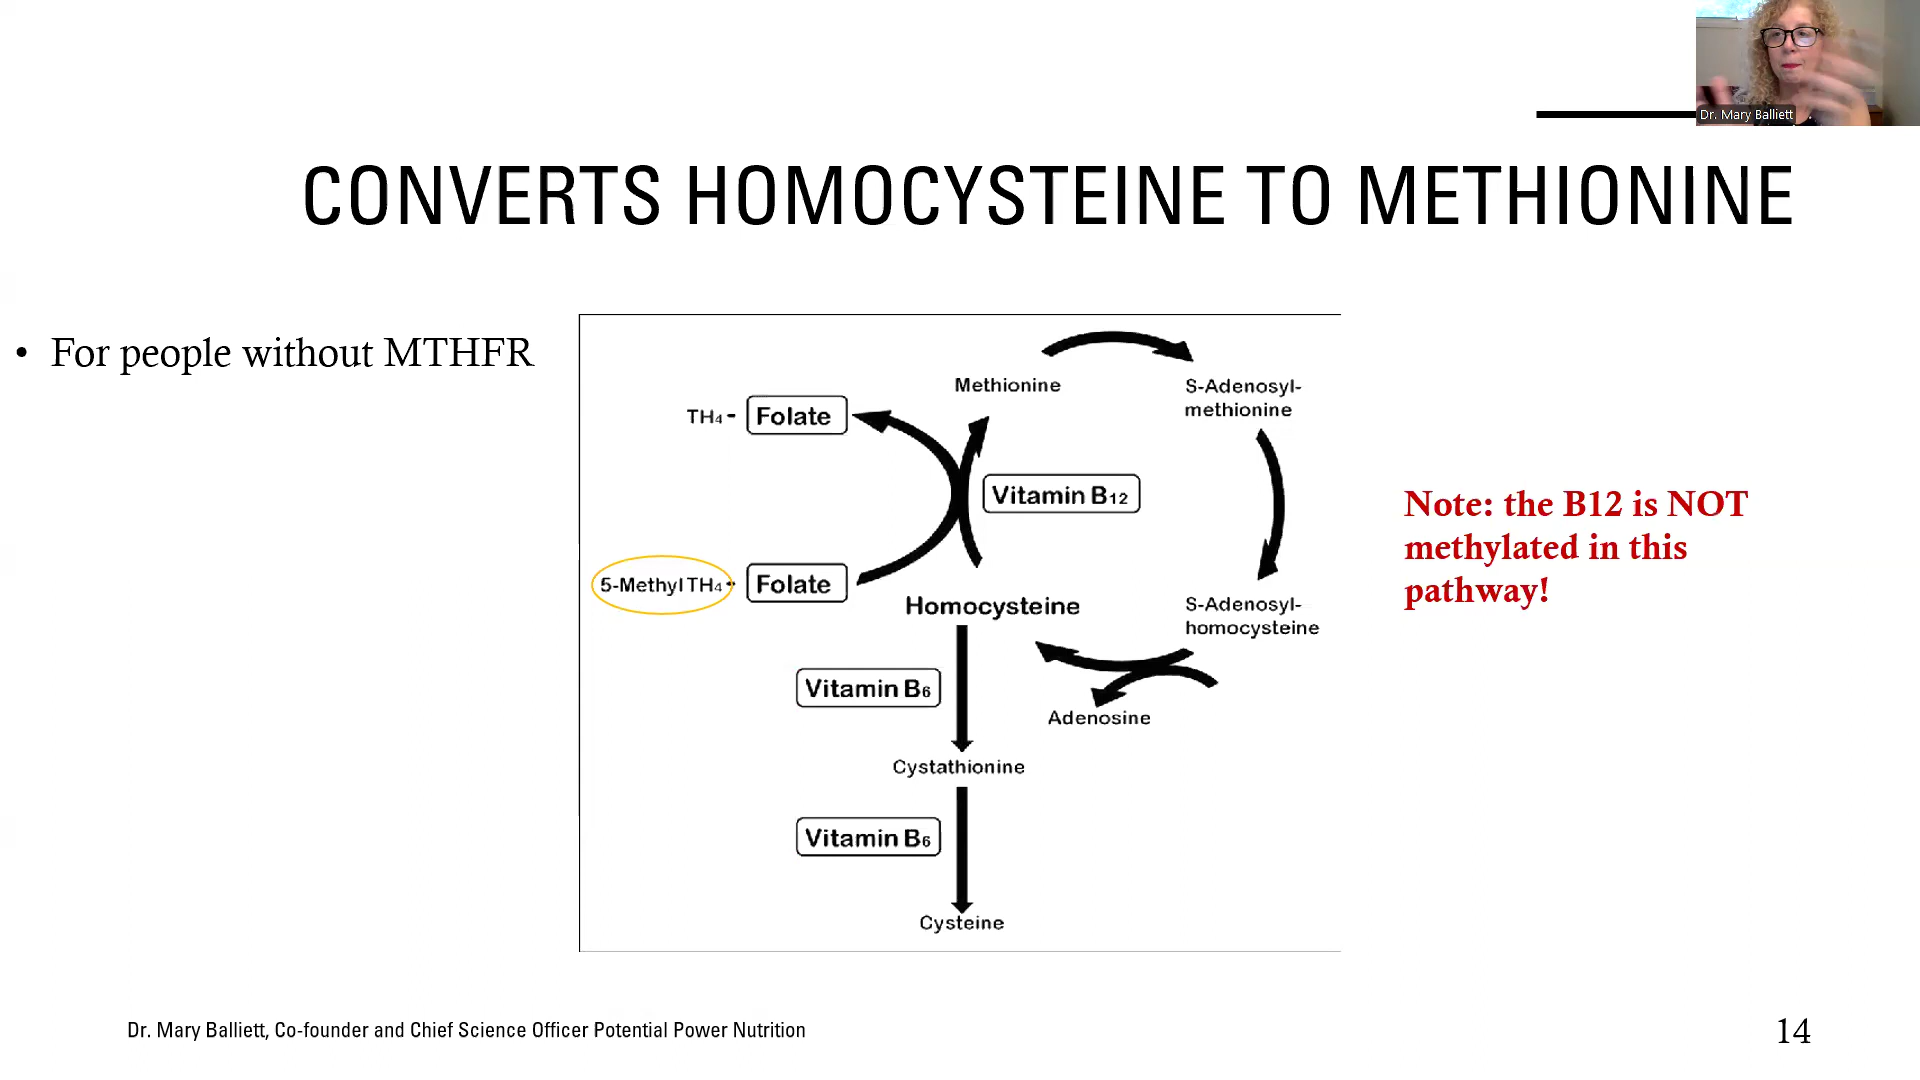 Dr. Mary Balliett
CONVERTS HOMOCYSTEINE TO METHIONINE
• For people without MTHFR
Methionine
S-Adenosyl-
methionine
TH4- Folate
Vitamin B12
5-Methyl TH4- Folate
Homocysteine
S-Adenosyl-
homocysteine
Vitamin B6
Adenosine
Cystathionine
Vitamin B6
Cysteine
Note: the B12 is NOT
methylated in this
pathway!
Dr. Mary Balliett, Co-founder and Chief Science Officer Potential Power Nutrition
14